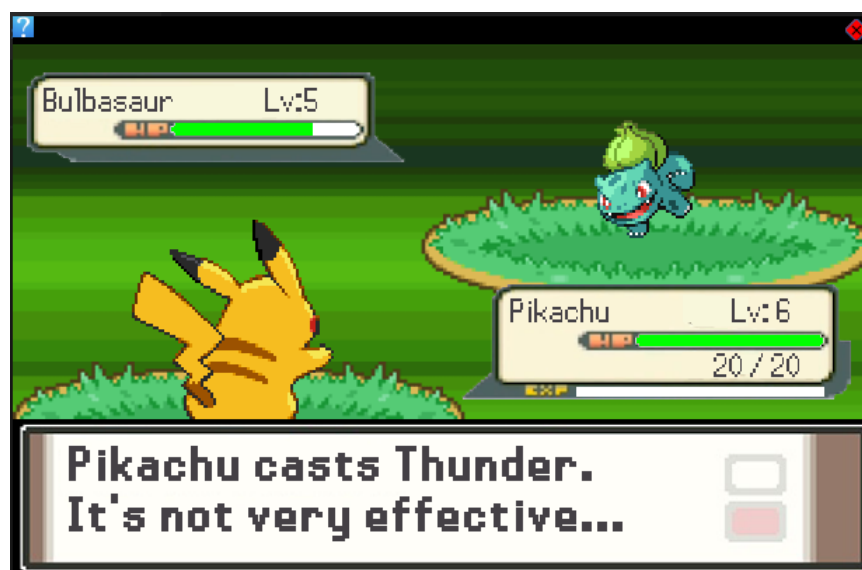 ?
Bulbasaur Lv:5
HP
Pikachu Lv:6
HP
20/20
EXP
Pikachu casts Thunder.
It's not very effective...